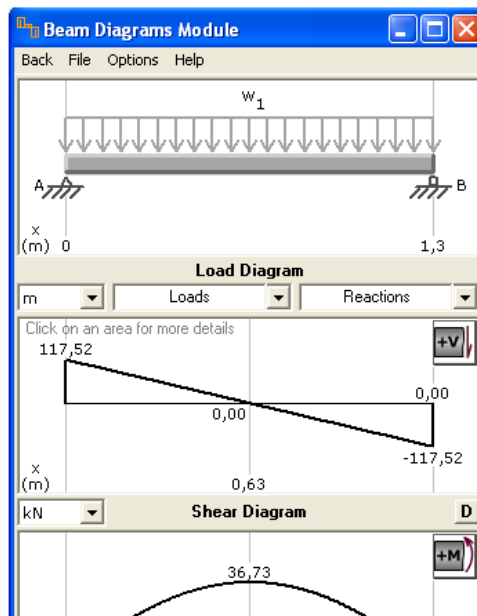 Beam Diagrams Module
Back File Options Help
w1
A B
x
(m) 0 1,3
Load Diagram
m Loads Reactions
Click on an area for more details
+V
117,52
0,00
0,00
-117,52
x
(m) 0,63
kN Shear Diagram D
+M
36,73